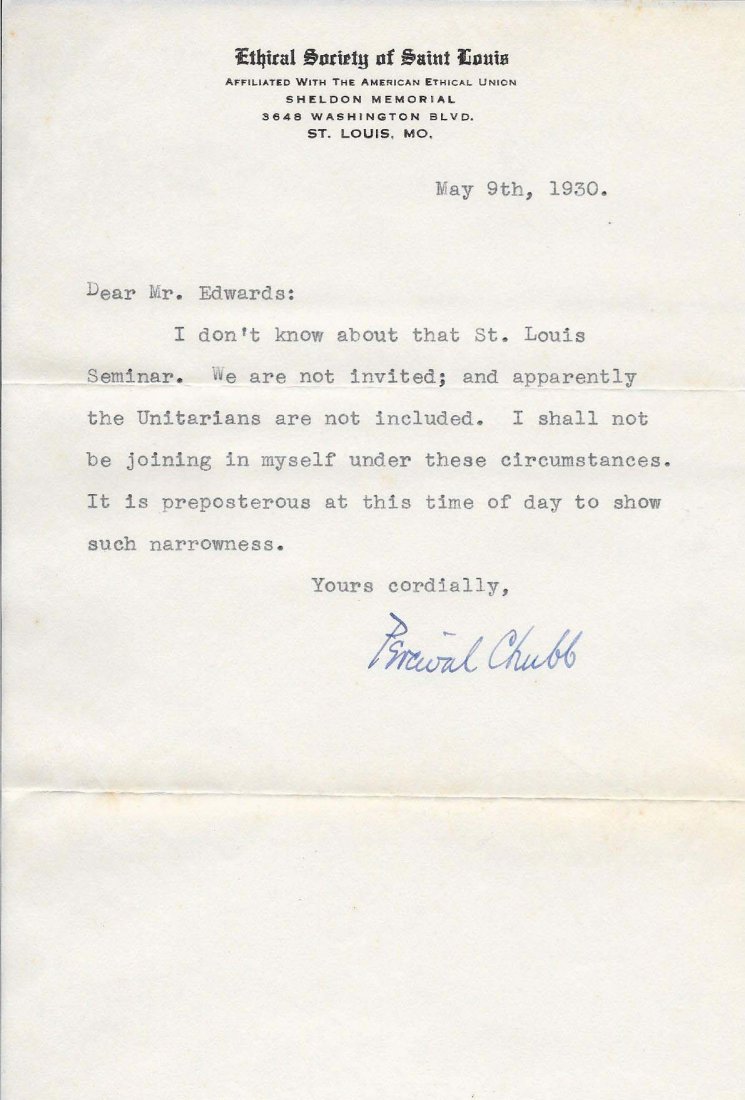 Ethical Society of Saint Louis
AFFILIATED WITH THE AMERICAN ETHICAL UNION
SHELDON MEMORIAL
3648 WASHINGTON BLVD.
ST. LOUIS, MO.
May 9th, 1930.
Dear Mr. Edwards:
I don't know about that St. Louis
Seminar. We are not invited; and apparently
the Unitarians are not included. I shall not
be joining in myself under these circumstances.
It is preposterous at this time of day to show
such narrowness.
Yours cordially,
Percival Chubb